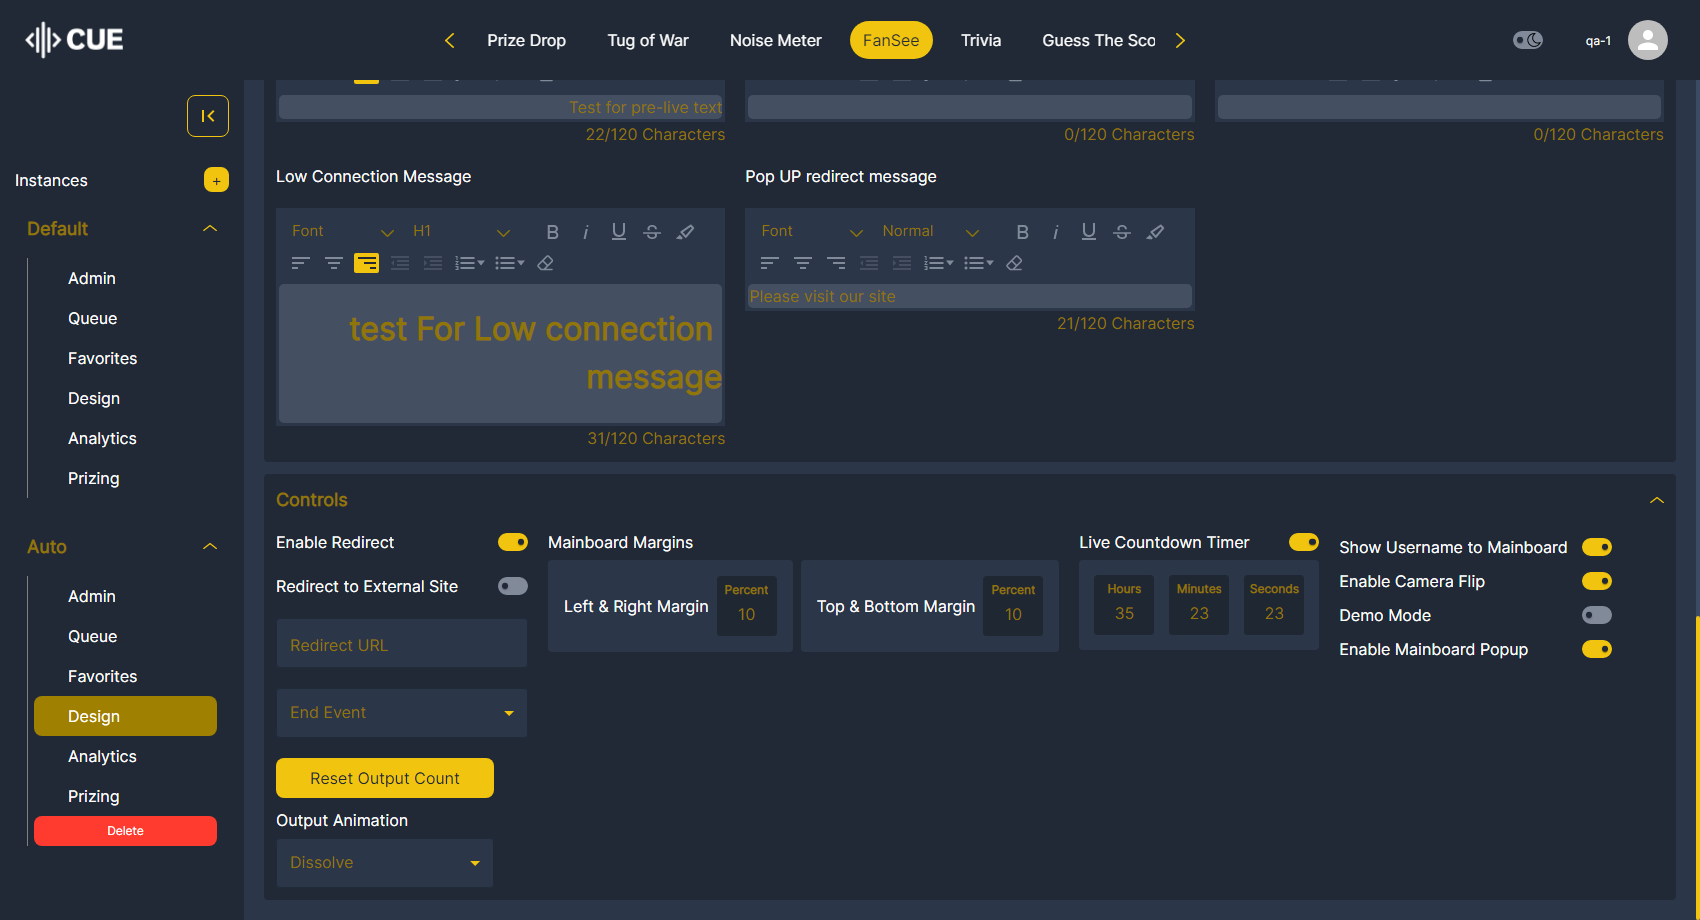 CUE
Prize Drop
Tug of War
Noise Meter
FanSee
Trivia
Guess The Sco
qa-1
Instances
+
Default
Admin
Queue
Favorites
Design
Analytics
Prizing
Auto
Admin
Queue
Favorites
Design
Analytics
Prizing
Delete
Test for pre-live text
22/120 Characters
0/120 Characters
0/120 Characters
Low Connection Message
Font
H1
B i U S
test For Low connection
message
31/120 Characters
Pop UP redirect message
Font
Normal
B i U S
Please visit our site
21/120 Characters
Controls
Enable Redirect
Redirect to External Site
Redirect URL
End Event
Reset Output Count
Output Animation
Dissolve
Mainboard Margins
Left & Right Margin
Percent
10
Top & Bottom Margin
Percent
10
Live Countdown Timer
Hours
35
Minutes
23
Seconds
23
Show Username to Mainboard
Enable Camera Flip
Demo Mode
Enable Mainboard Popup